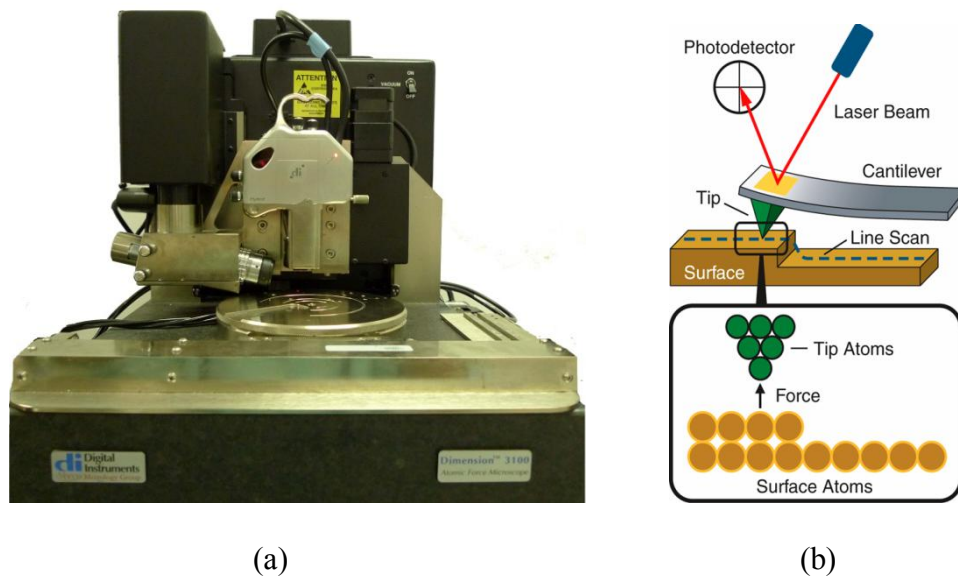 ATTENTION
VACUUM
ON
OFF
di
di
Digital
Instruments
Dimension™ 3100
Atomic Force Microscope
(a)
Photodetector
Laser Beam
Cantilever
Tip
Line Scan
Surface
Tip Atoms
Force
Surface Atoms
(b)